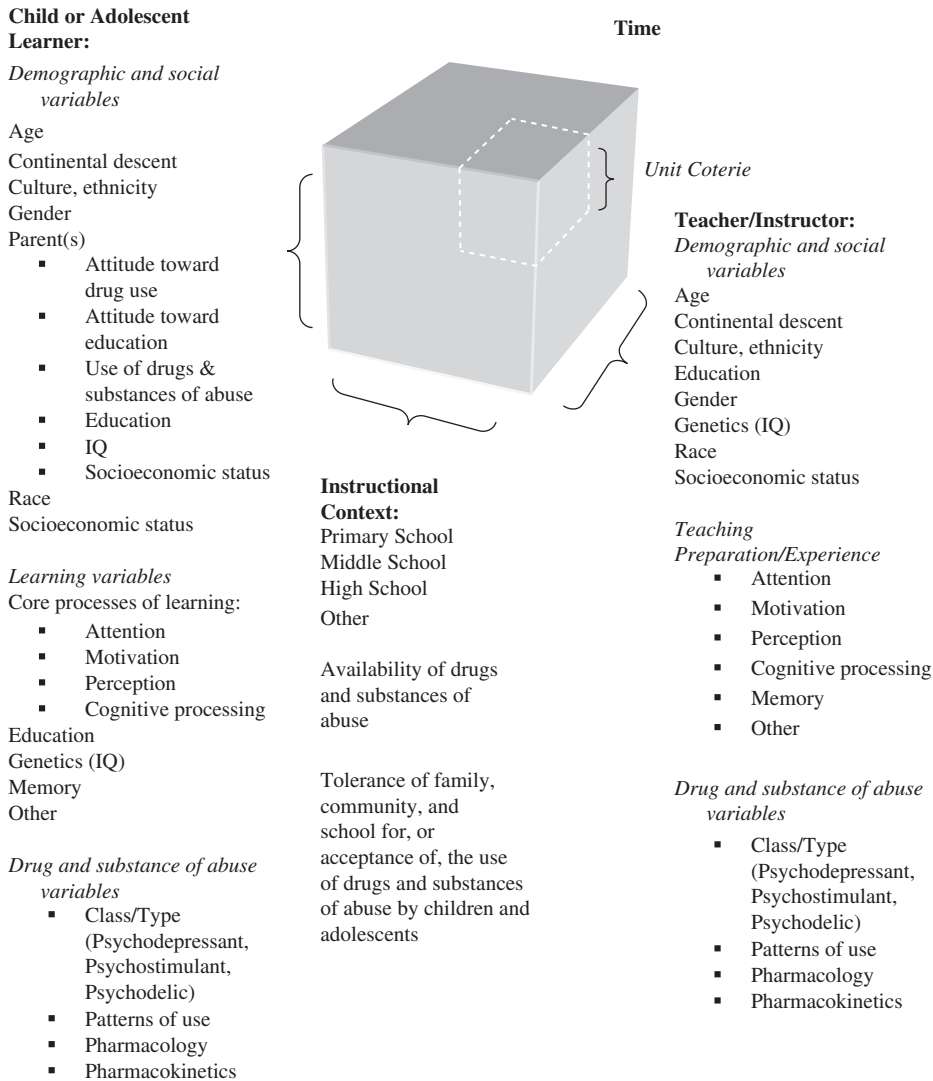 Child or Adolescent
Learner:
Demographic and social
variables
Age
Continental descent
Culture, ethnicity
Gender
Parent(s)
▪ Attitude toward
drug use
▪ Attitude toward
education
▪ Use of drugs &
substances of abuse
▪ Education
▪ IQ
▪ Socioeconomic status
Race
Socioeconomic status
Learning variables
Core processes of learning:
▪ Attention
▪ Motivation
▪ Perception
▪ Cognitive processing
Education
Genetics (IQ)
Memory
Other
Drug and substance of abuse
variables
▪ Class/Type
(Psychodepressant,
Psychostimulant,
Psychodelic)
▪ Patterns of use
▪ Pharmacology
▪ Pharmacokinetics
Instructional
Context:
Primary School
Middle School
High School
Other
Availability of drugs
and substances of
abuse
Tolerance of family,
community, and
school for, or
acceptance of, the use
of drugs and substances
of abuse by children and
adolescents
Time
Unit Coterie
Teacher/Instructor:
Demographic and social
variables
Age
Continental descent
Culture, ethnicity
Education
Gender
Genetics (IQ)
Race
Socioeconomic status
Teaching
Preparation/Experience
▪ Attention
▪ Motivation
▪ Perception
▪ Cognitive processing
▪ Memory
▪ Other
Drug and substance of abuse
variables
▪ Class/Type
(Psychodepressant,
Psychostimulant,
Psychodelic)
▪ Patterns of use
▪ Pharmacology
▪ Pharmacokinetics